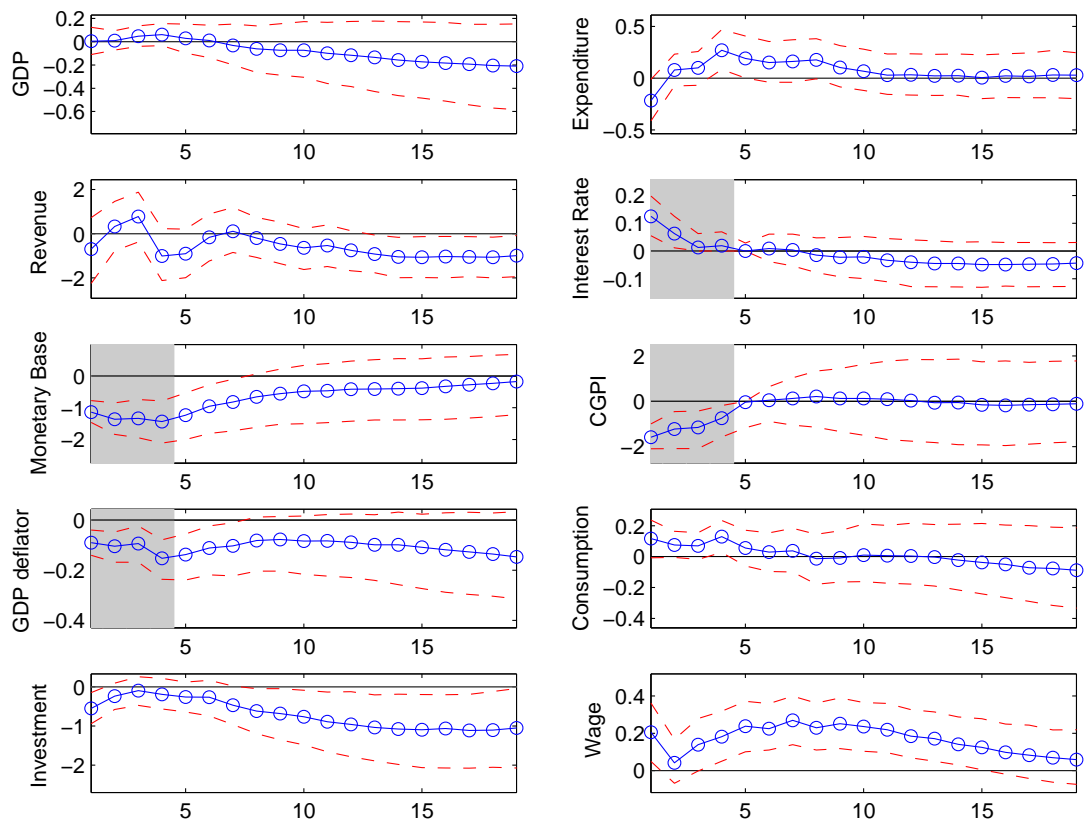 0.2
0
−0.2
−0.4
−0.6
GDP
5 10 15
0.5
0
−0.5
Expenditure
5 10 15
2
0
−2
Revenue
5 10 15
0.2
0.1
0
−0.1
Interest Rate
5 10 15
0
−1
−2
Monetary Base
5 10 15
2
0
−2
CGPI
5 10 15
0
−0.2
−0.4
GDP deflator
5 10 15
0.2
0
−0.2
−0.4
Consumption
5 10 15
0
−1
−2
Investment
5 10 15
0.4
0.2
0
Wage
5 10 15